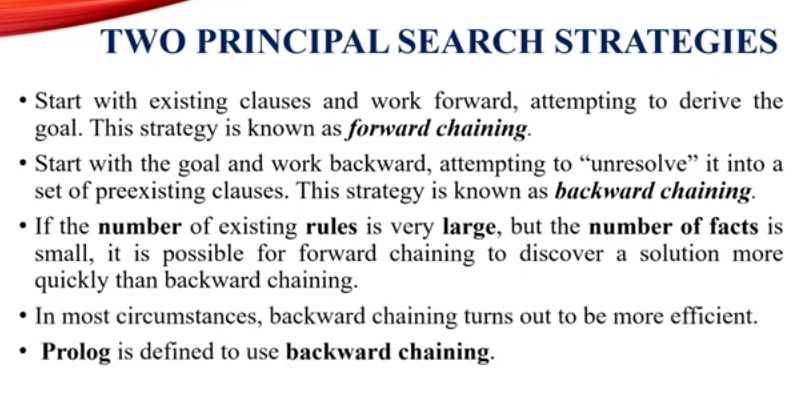 TWO PRINCIPAL SEARCH STRATEGIES
• Start with existing clauses and work forward, attempting to derive the
goal. This strategy is known as forward chaining.
• Start with the goal and work backward, attempting to “unresolve” it into a
set of preexisting clauses. This strategy is known as backward chaining.
• If the number of existing rules is very large, but the number of facts is
small, it is possible for forward chaining to discover a solution more
quickly than backward chaining.
• In most circumstances, backward chaining turns out to be more efficient.
• Prolog is defined to use backward chaining.